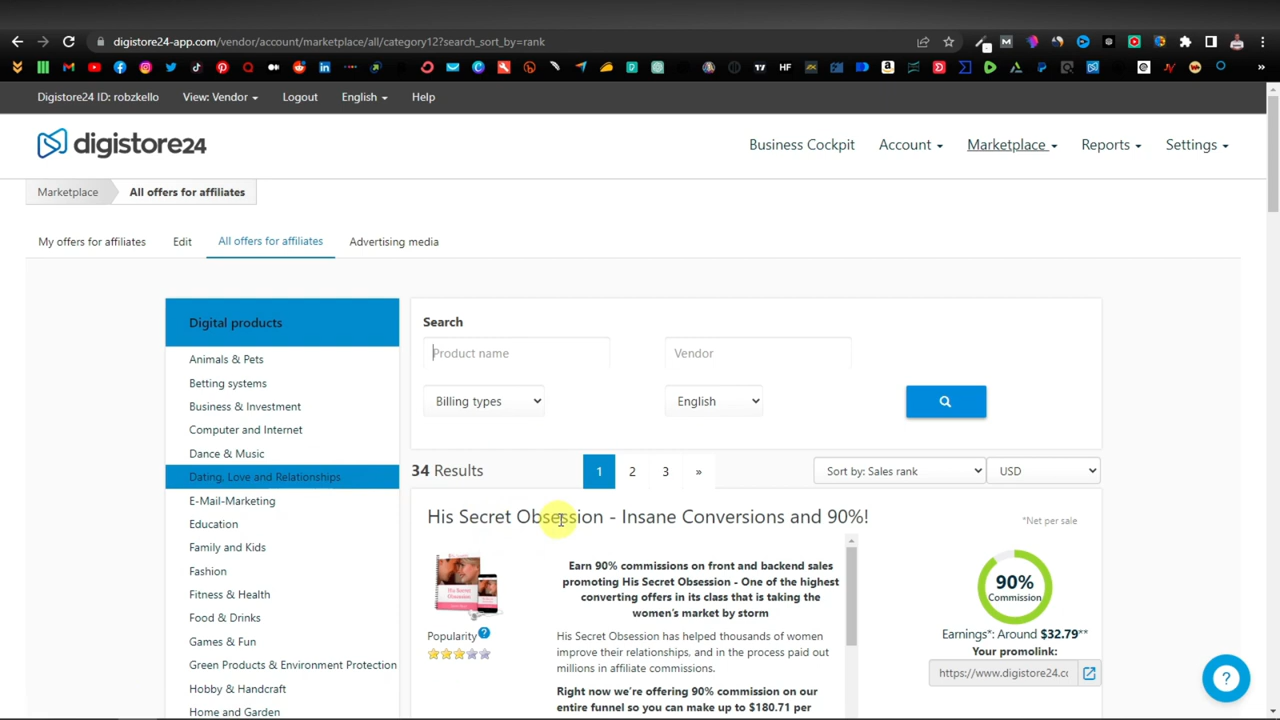 digistore24-app.com/vendor/account/marketplace/all/category12?search_sort_by=rank
Digistore24 ID: robzkello
View: Vendor
Logout
English
Help
digistore24
Business Cockpit
Account
Marketplace
Reports
Settings
Marketplace
All offers for affiliates
My offers for affiliates
Edit
All offers for affiliates
Advertising media
Digital products
Animals & Pets
Betting systems
Business & Investment
Computer and Internet
Dance & Music
Dating, Love and Relationships
E-Mail-Marketing
Education
Family and Kids
Fashion
Fitness & Health
Food & Drinks
Games & Fun
Green Products & Environment Protection
Hobby & Handcraft
Home and Garden
Search
Product name
Vendor
Billing types
English
34 Results
1 2 3 »
Sort by: Sales rank
USD
His Secret Obsession - Insane Conversions and 90%!
*Net per sale
Earn 90% commissions on front and backend sales
promoting His Secret Obsession - One of the highest
converting offers in its class that is taking the
women's market by storm
His Secret Obsession has helped thousands of women
improve their relationships, and in the process paid out
millions in affiliate commissions.
Right now we're offering 90% commission on our
entire funnel so you can make up to $180.71 per
Popularity ?
90%
Commission
Earnings*: Around $32.79**
Your promolink:
https://www.digistore24.cc
?